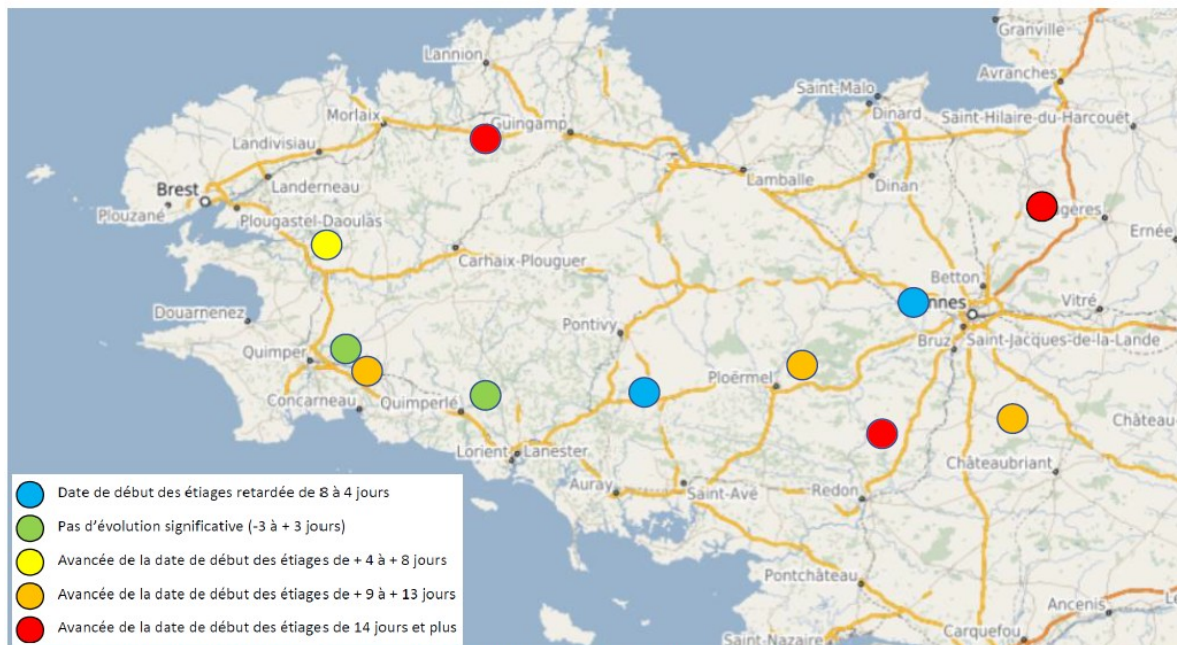 Granville
Lannion
Avranches
Saint-Malo
Dinard
Morlaix
Guingamp
Saint-Hilaire-du-Harcouët
Landivisiau
Lamballe
Dinan
Landerneau
Brest
Plouzané
Plougastel-Daoulas
gères
Ernée
Carhaix-Plouguer
Betton
Douarnenez
nnes
Vitré
Pontivy
Saint-Jacques-de-la-Lande
Bruz
Quimper
Ploërmel
Concarneau
Quimperlé
Château-
Lorient
Lanester
Châteaubriant
Auray
Saint-Avé
Redon
Date de début des étiages retardée de 8 à 4 jours
Pas d'évolution significative (-3 à + 3 jours)
Avancée de la date de début des étiages de + 4 à + 8 jours
Pontchâteau
Avancée de la date de début des étiages de + 9 à + 13 jours
Ancenis
Le
Avancée de la date de début des étiages de 14 jours et plus
Saint-Nazaire
Carquefou